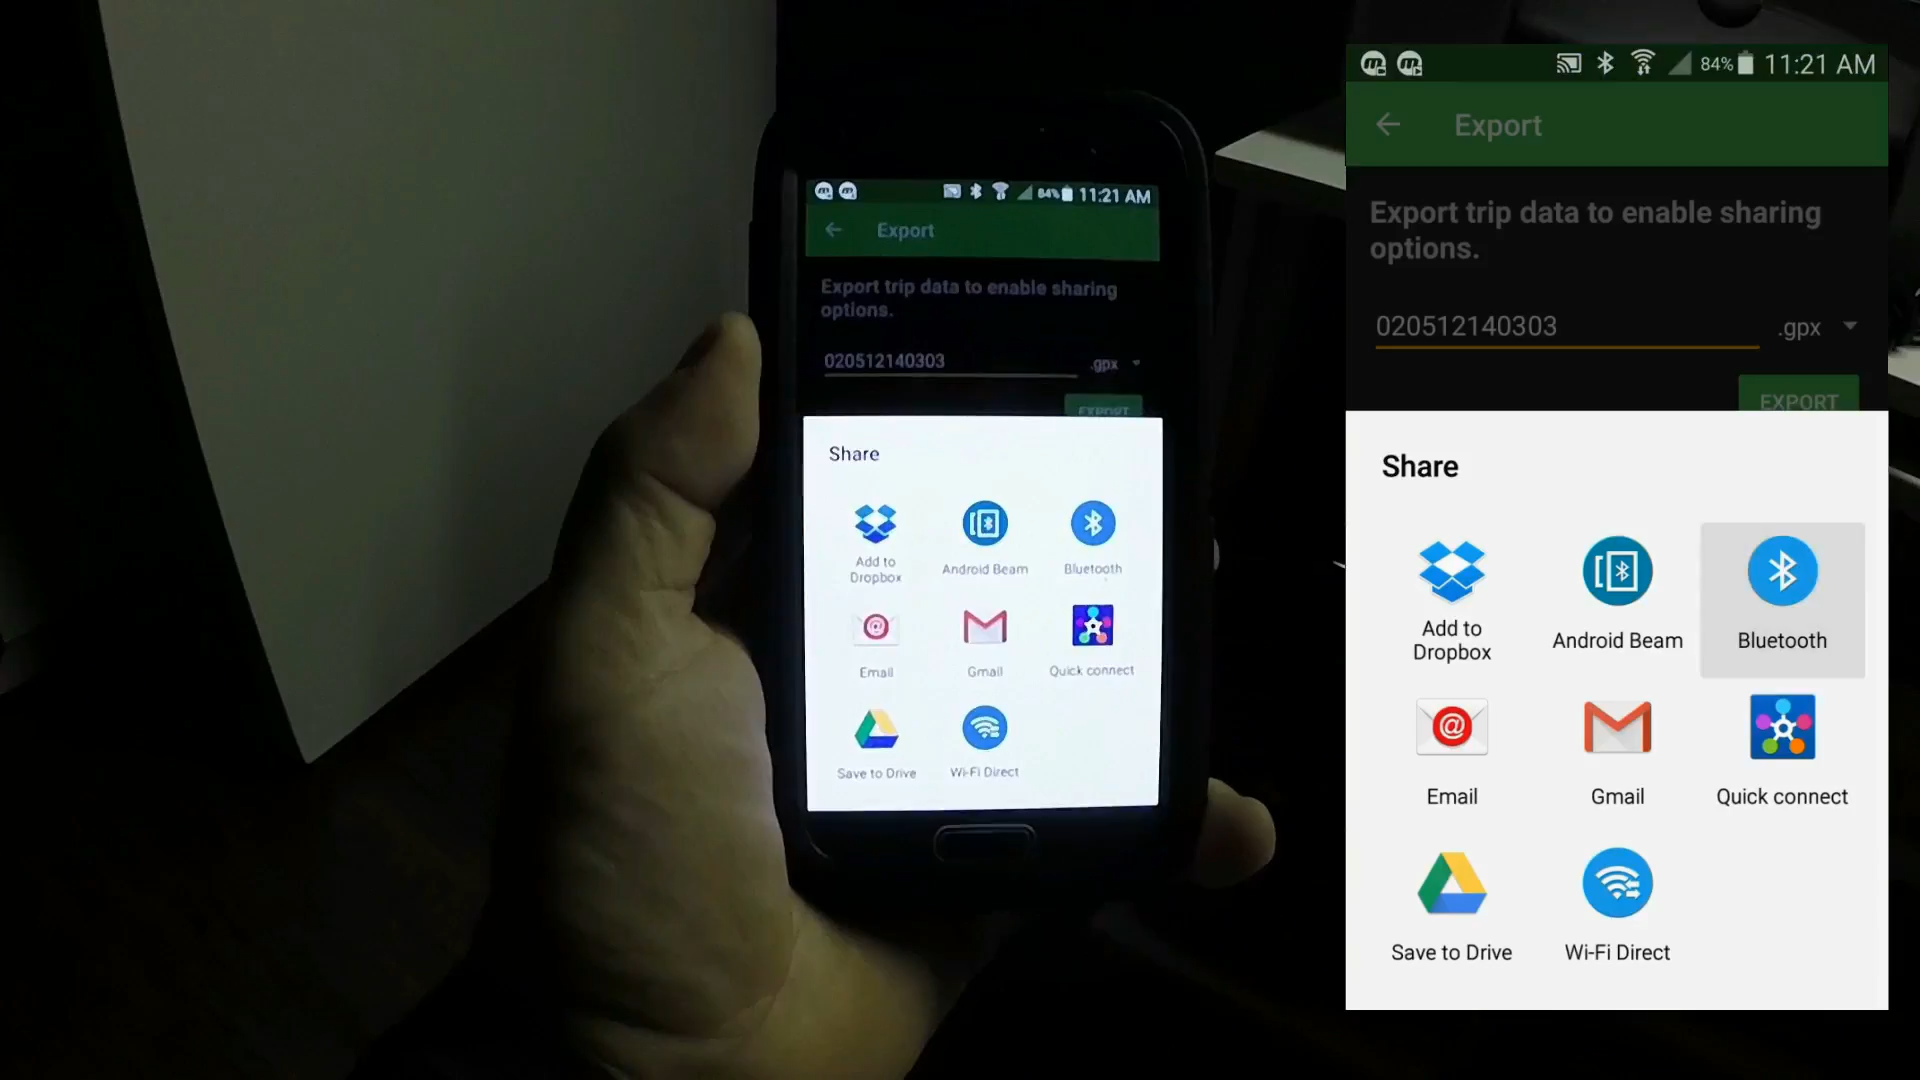 84% 11:21 AM
Export
Export trip data to enable sharing
options.
020512140303 .gpx
EXPORT
Share
Add to
Dropbox
Android Beam
Bluetooth
Email
Gmail
Quick connect
Save to Drive
Wi-Fi Direct
84% 11:21 AM
Export
Export trip data to enable sharing
options.
020512140303 .gpx
EXPORT
Share
Add to
Dropbox
Android Beam
Bluetooth
Email
Gmail
Quick connect
Save to Drive
Wi-Fi Direct